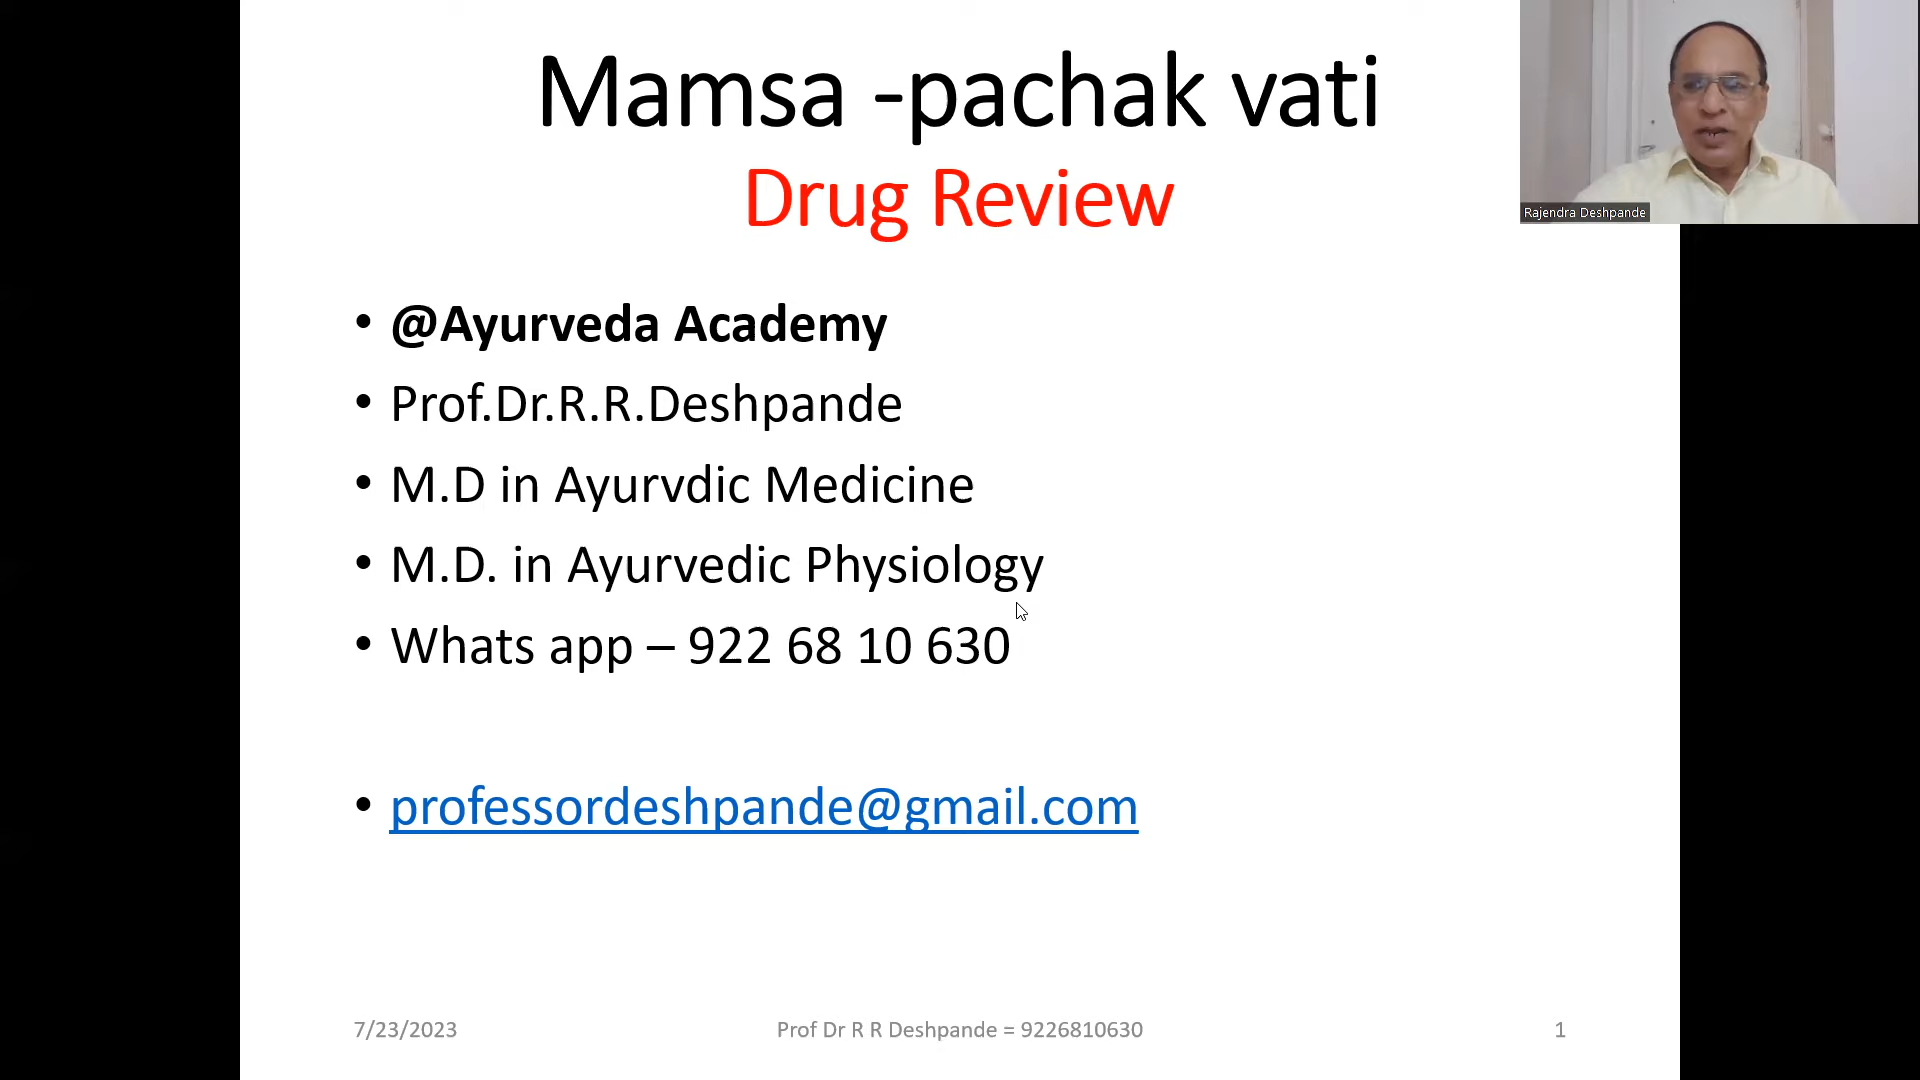 Mamsa -pachak vati
Drug Review
Rajendra Deshpande
• @Ayurveda Academy
• Prof.Dr.R.R.Deshpande
• M.D in Ayurvdic Medicine
• M.D. in Ayurvedic Physiology
• Whats app – 922 68 10 630
• professordeshpande@gmail.com
7/23/2023
Prof Dr R R Deshpande = 9226810630
1